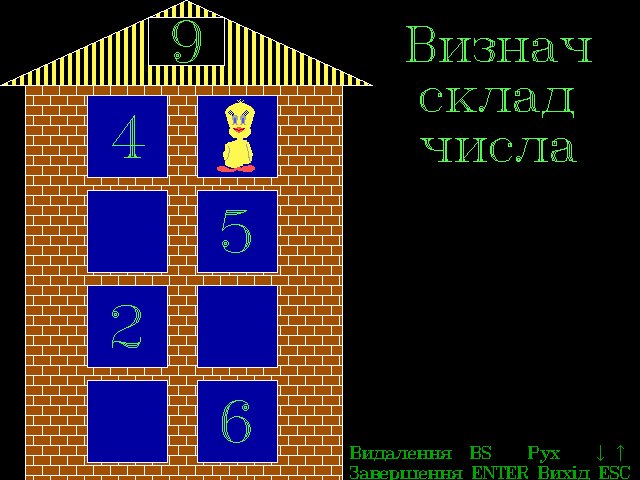 9
Визнач
склад
числа
4
5
2
6
Видалення BS Рух ↓ ↑
Завершення ENTER Вихід ESC